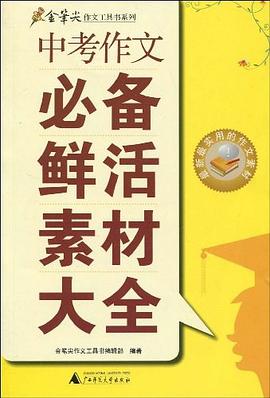 金笔尖作文工具书系列
中考作文
必备
鲜活
素材
大全
最新最实用的作文素材
金笔尖作文工具书编辑部 编著
广西师范大学出版社